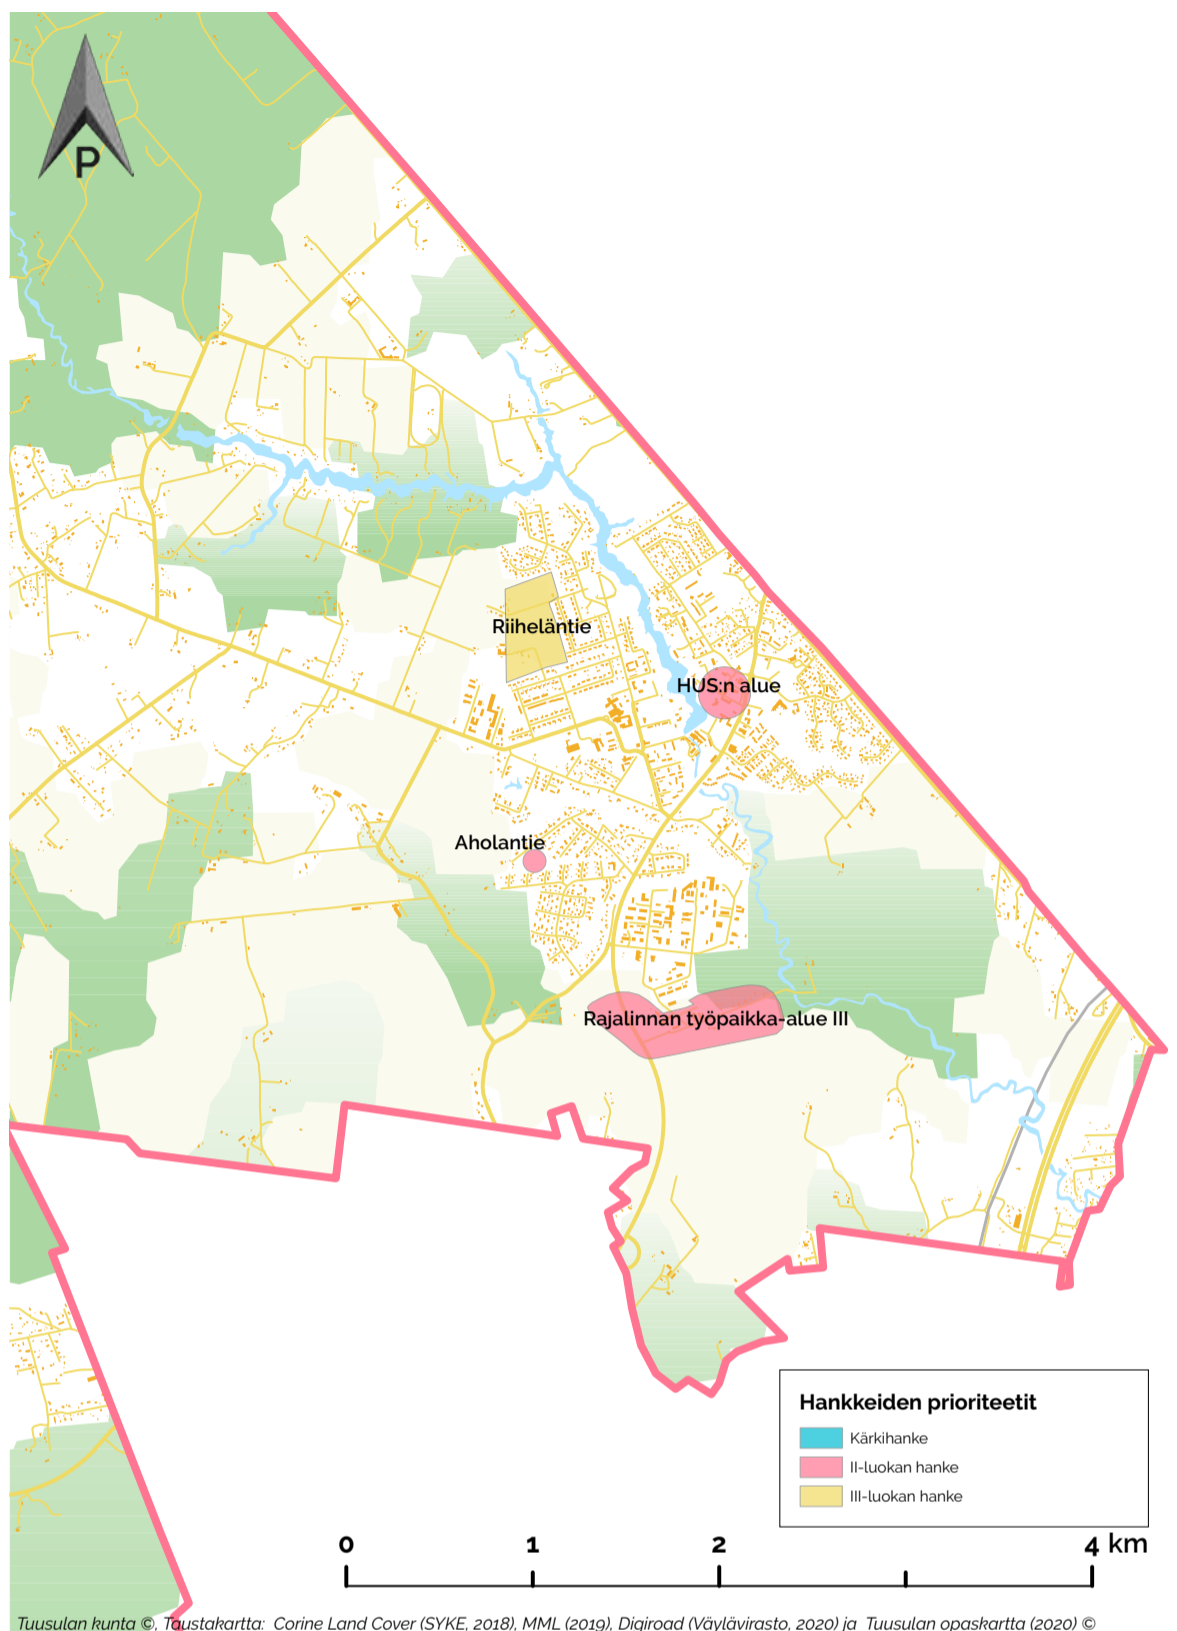 P
Riiheläntie
HUS:n alue
Aholantie
Rajalinnan työpaikka-alue III
Hankkeiden prioriteetit
Kärkihanke
II-luokan hanke
III-luokan hanke
0 1 2 4 km
Tuusulan kunta ©, Taustakartta: Corine Land Cover (SYKE, 2018), MML (2019), Digiroad (Väylävirasto, 2020) ja Tuusulan opaskartta (2020) ©